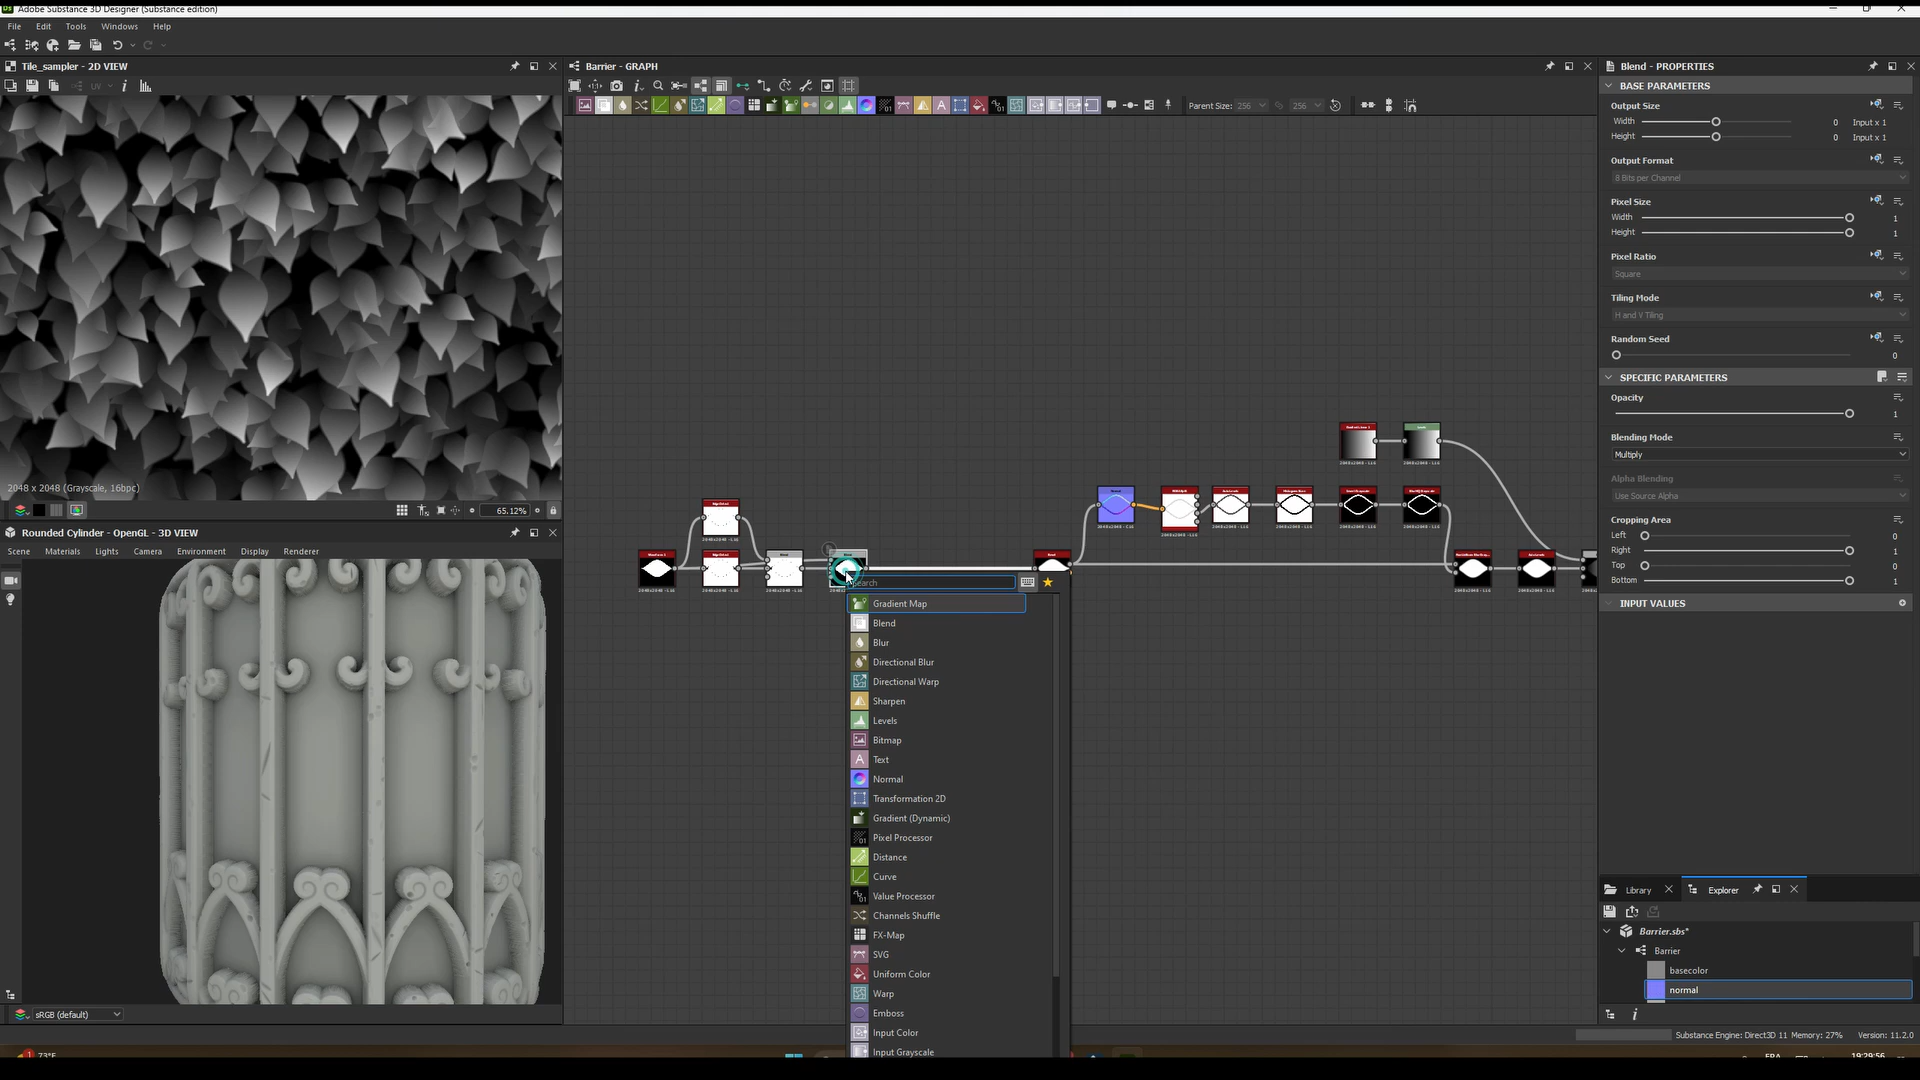 Adobe Substance 3D Designer (Substance edition)
File Edit Tools Windows Help
Tile_sampler - 2D VIEW
UV
2048 x 2048 (Grayscale, 16bpc)
65.12%
Rounded Cylinder - OpenGL - 3D VIEW
Scene Materials Lights Camera Environment Display Renderer
sRGB (default)
73°F
Barrier - GRAPH
Parent Size: 256 256
Search
Gradient Map
Blend
Blur
Directional Blur
Directional Warp
Sharpen
Levels
Bitmap
Text
Normal
Transformation 2D
Gradient (Dynamic)
Pixel Processor
Distance
Curve
Value Processor
Channels Shuffle
FX-Map
SVG
Uniform Color
Warp
Emboss
Input Color
Input Grayscale
Blend - PROPERTIES
BASE PARAMETERS
Output Size
Width 0 Input x 1
Height 0 Input x 1
Output Format
8 Bits per Channel
Pixel Size
Width 1
Height 1
Pixel Ratio
Square
Tiling Mode
H and V Tiling
Random Seed
0
SPECIFIC PARAMETERS
Opacity
1
Blending Mode
Multiply
Alpha Blending
Use Source Alpha
Cropping Area
Left 0
Right 1
Top 0
Bottom 1
INPUT VALUES
Library Explorer
Barrier.sbs*
Barrier
basecolor
normal
Substance Engine: Direct3D 11 Memory: 27% Version: 11.2.0
FRA 19:29:56